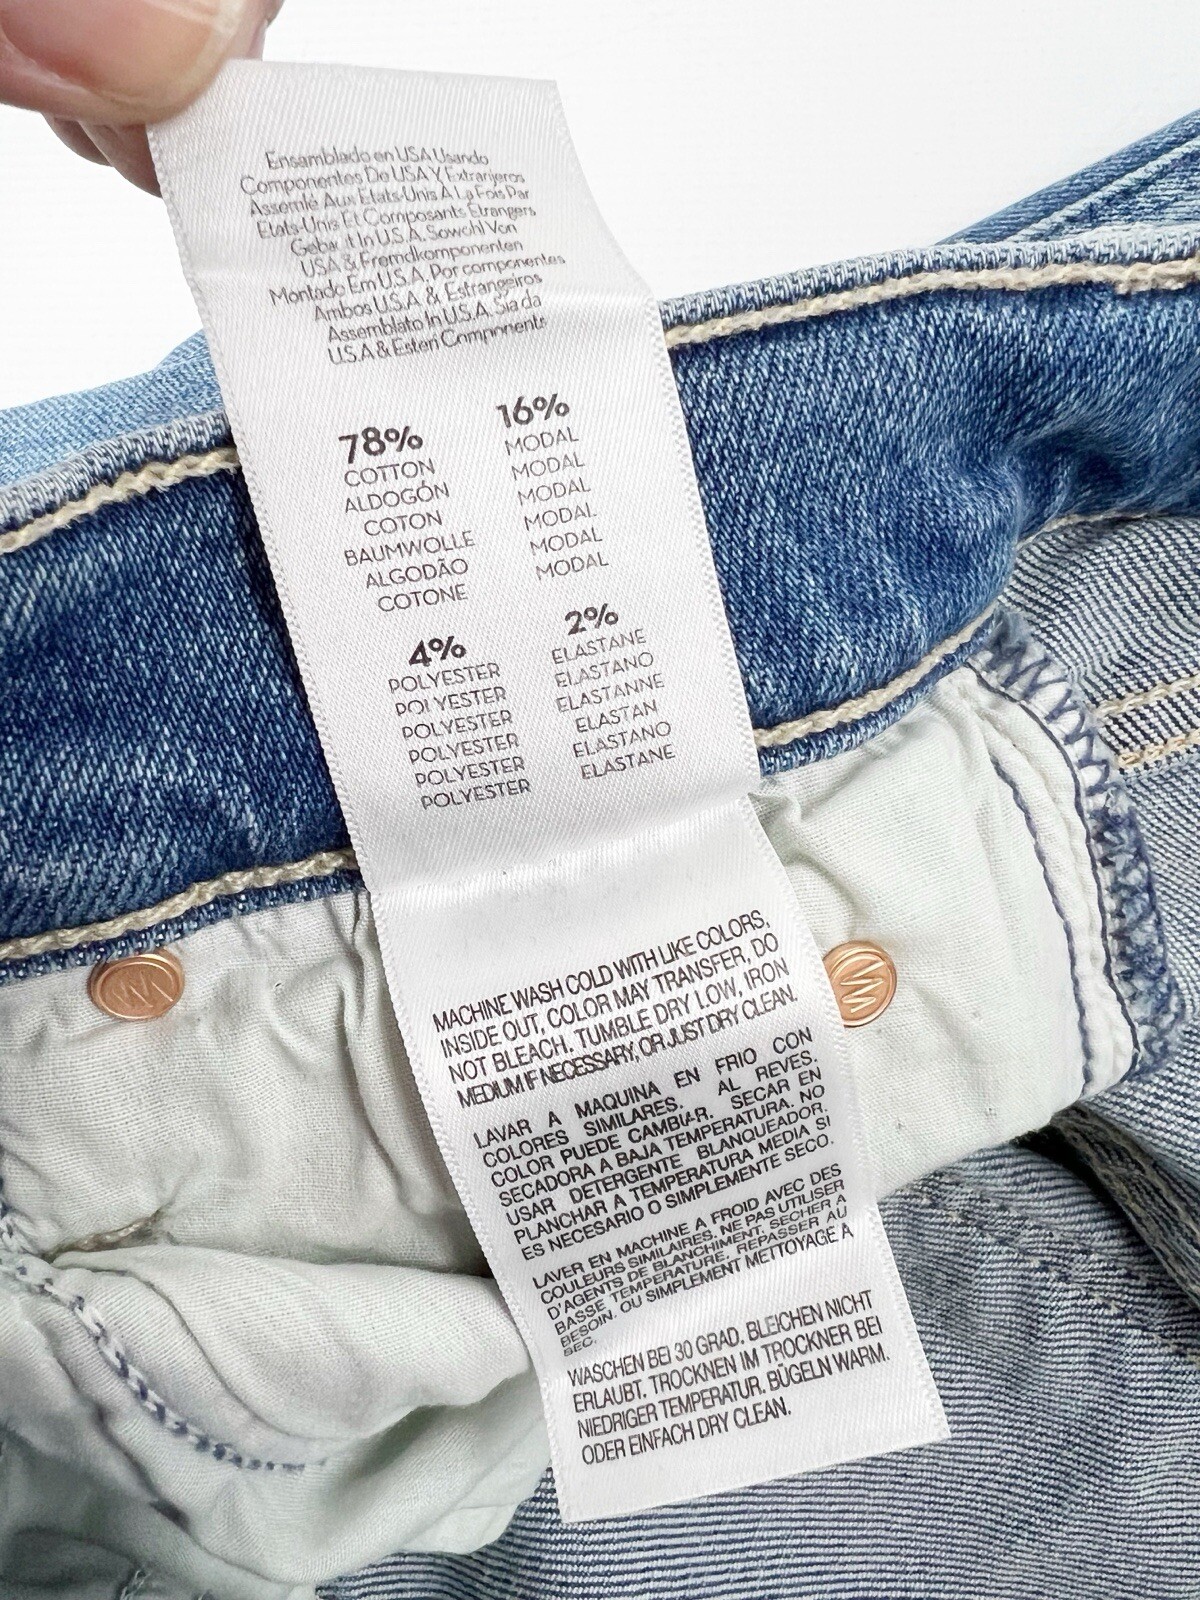 Ensamblado en USA Usando
Componentes De USA Y Extranjeros
Assemle Aux Etats-Unis A La Fois Par
Etats-Unis Et Composants Etrangers
Gebaut In U.S.A. Sowohl Von
USA & Fremdkomponenten
Montado Em U.S.A. Por componentes
Ambos U.S.A. & Estrangeiros
Assemblato In U.S.A. Sia da
U.S.A & Esteri Components
78%
COTTON
ALDOGÓN
COTON
BAUMWOLLE
ALGODÃO
COTONE
16%
MODAL
MODAL
MODAL
MODAL
MODAL
MODAL
4%
POLYESTER
POLYESTER
POLYESTER
POLYESTER
POLYESTER
POLYESTER
2%
ELASTANE
ELASTANO
ELASTANNE
ELASTAN
ELASTANO
ELASTANE
MACHINE WASH COLD WITH LIKE COLORS,
INSIDE OUT, COLOR MAY TRANSFER, DO
NOT BLEACH. TUMBLE DRY LOW, IRON
MEDIUM IF NECESSARY, OR JUST DRY CLEAN.
LAVAR A MAQUINA EN FRIO CON
COLORES SIMILARES. AL REVES.
COLOR PUEDE CAMBIAR. SECAR EN
SECADORA A BAJA TEMPERATURA. NO
USAR DETERGENTE BLANQUEADOR.
PLANCHAR A TEMPERATURA MEDIA SI
ES NECESARIO O SIMPLEMENTE SECO.
LAVER EN MACHINE A FROID AVEC DES
COULEURS SIMILAIRES. NE PAS UTILISER
D'AGENTS DE BLANCHIMENT. SECHER A
BASSE TEMPERATURE. REPASSER AU
BESOIN. OU SIMPLEMENT METTOYAGE A
SEC.
WASCHEN BEI 30 GRAD. BLEICHEN NICHT
ERLAUBT. TROCKNEN IM TROCKNER BEI
NIEDRIGER TEMPERATUR. BÜGELN WARM.
ODER EINFACH DRY CLEAN.